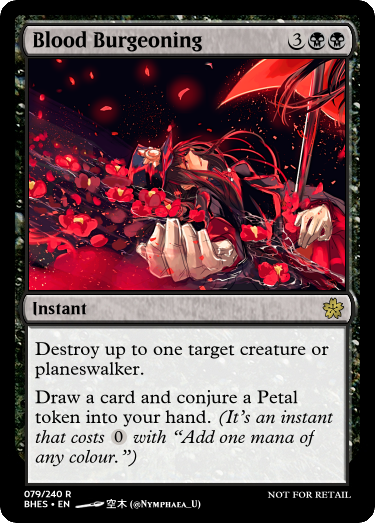 Blood Burgeoning 3
Instant
Destroy up to one target creature or
planeswalker.
Draw a card and conjure a Petal
token into your hand. (It's an instant
that costs 0 with “Add one mana of
any colour.”)
079/240 R
NOT FOR RETAIL
BHES • EN 空木 (@Nymphaea_U)